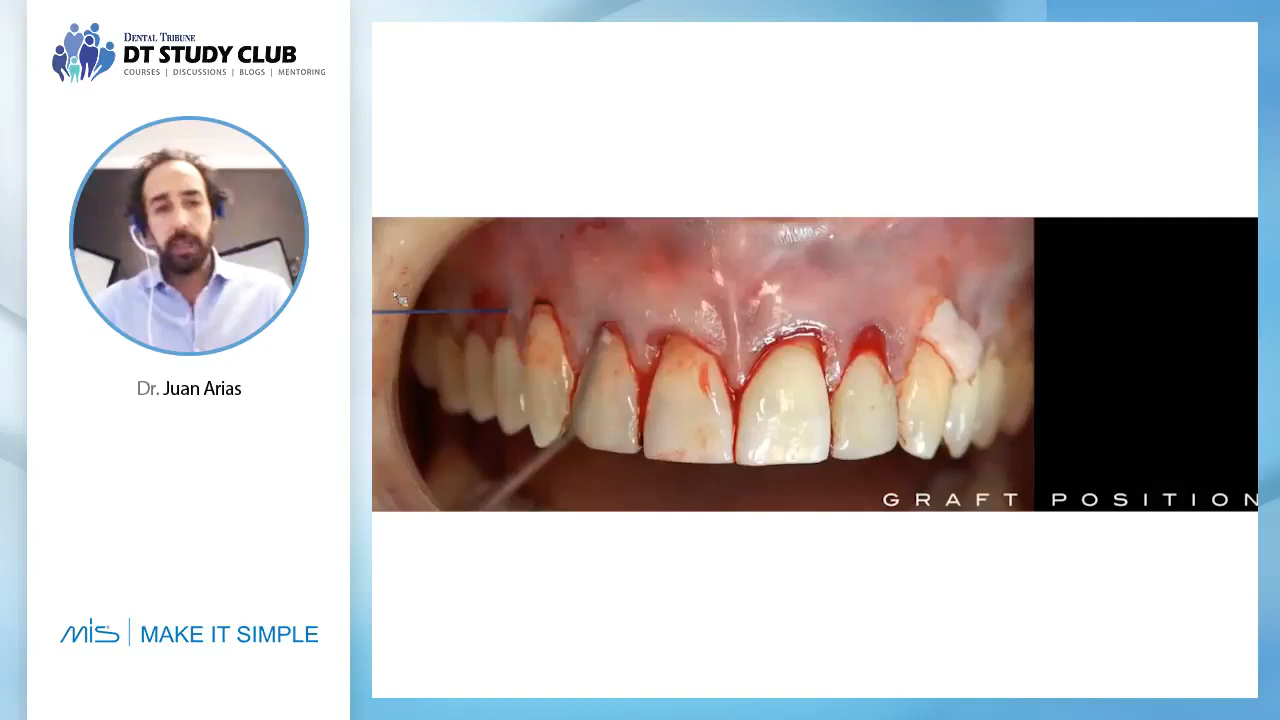 DENTAL TRIBUNE
DT STUDY CLUB
COURSES | DISCUSSIONS | BLOGS | MENTORING
Dr. Juan Arias
mis® | MAKE IT SIMPLE
GRAFT POSITION